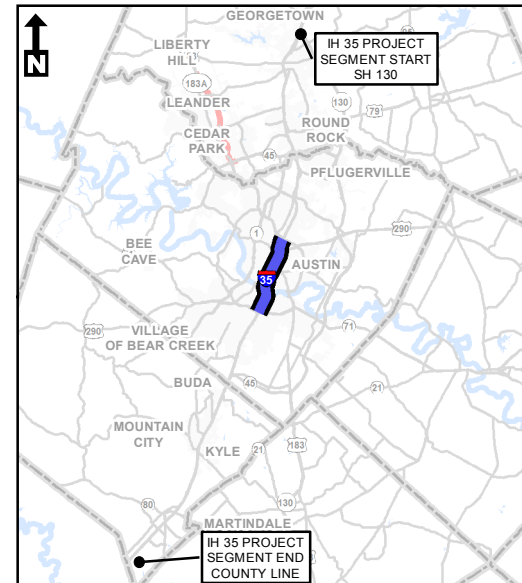 GEORGETOWN
N
IH 35 PROJECT
SEGMENT START
SH 130
LIBERTY
HILL
183A
LEANDER
130
79
CEDAR
PARK
ROUND
ROCK
45
PFLUGERVILLE
1
290
BEE
CAVE
AUSTIN
35
71
290
VILLAGE
OF BEAR CREEK
BUDA
45
21
MOUNTAIN
CITY
KYLE
21
183
80
130
MARTINDALE
IH 35 PROJECT
SEGMENT END
COUNTY LINE